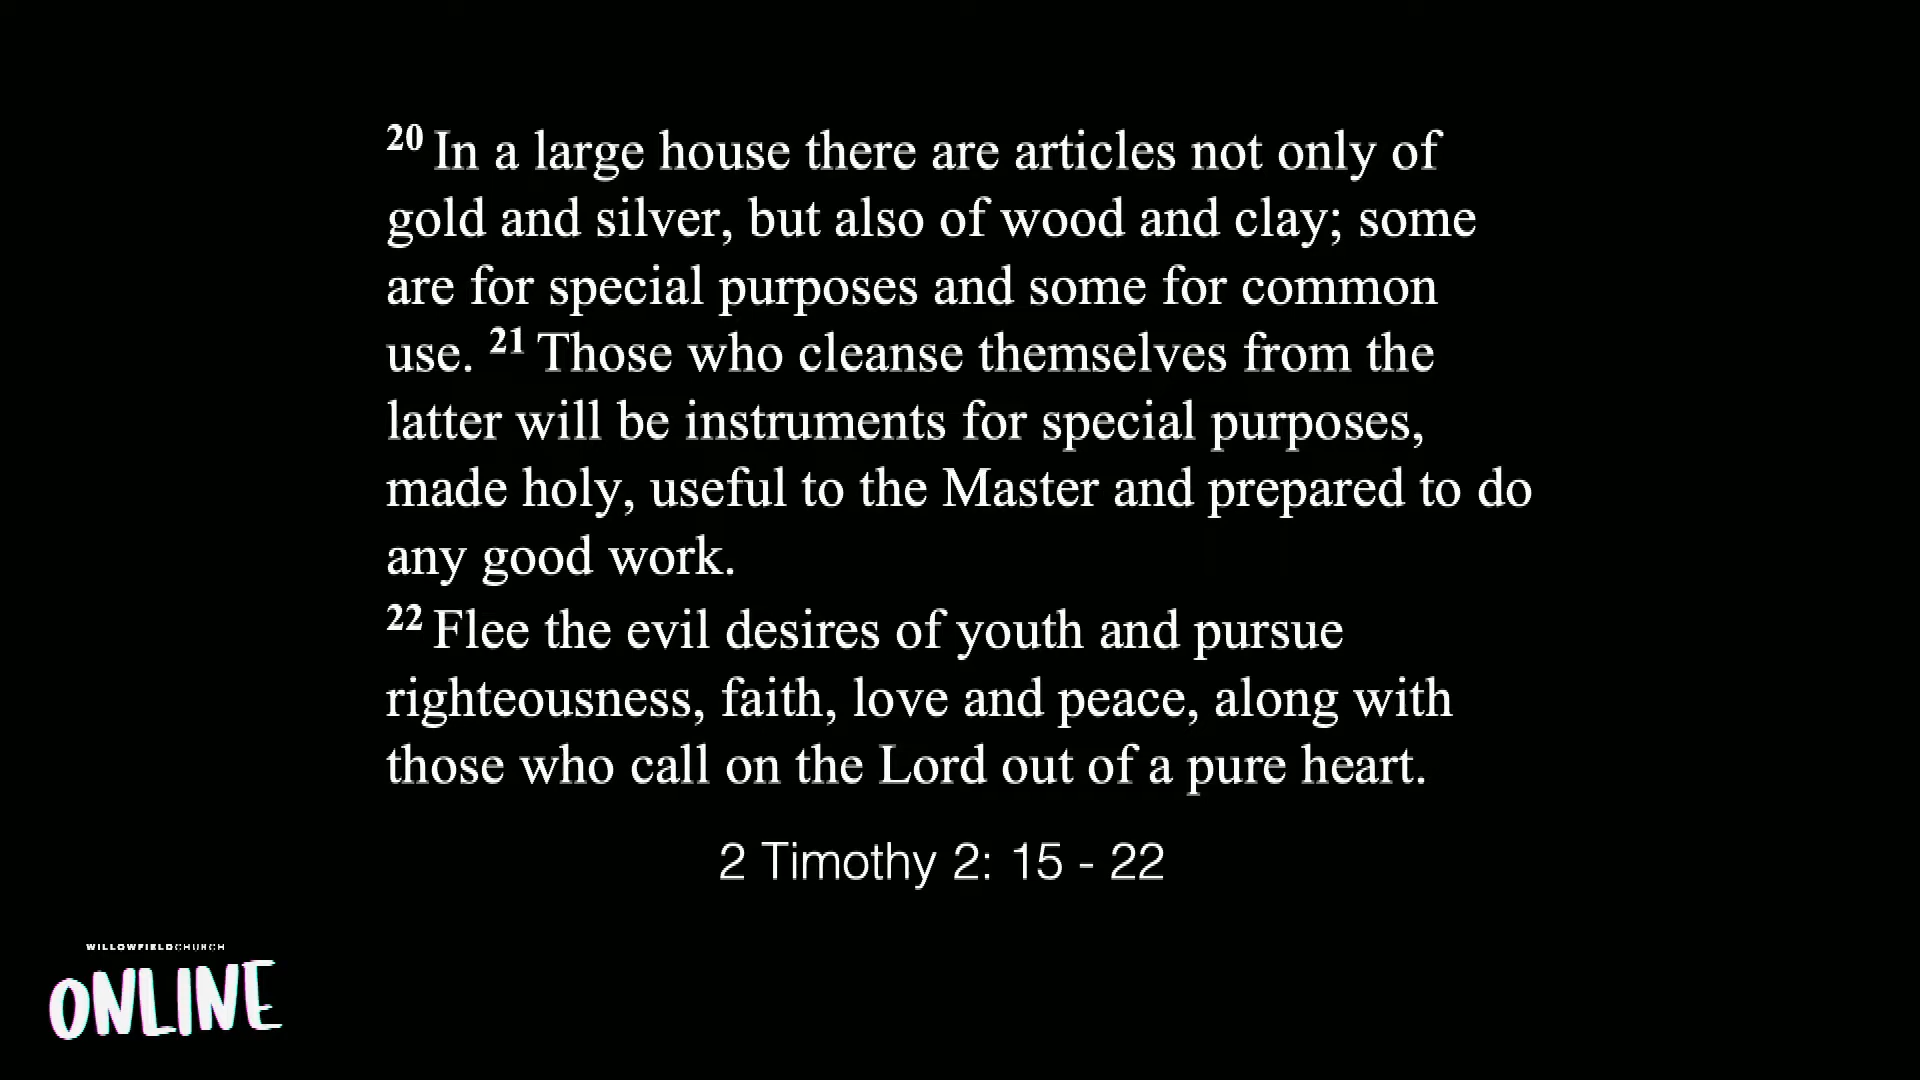 20 In a large house there are articles not only of
gold and silver, but also of wood and clay; some
are for special purposes and some for common
use. 21 Those who cleanse themselves from the
latter will be instruments for special purposes,
made holy, useful to the Master and prepared to do
any good work.
22 Flee the evil desires of youth and pursue
righteousness, faith, love and peace, along with
those who call on the Lord out of a pure heart.
2 Timothy 2: 15 - 22
WILLOWFIELDCHURCH
ONLINE